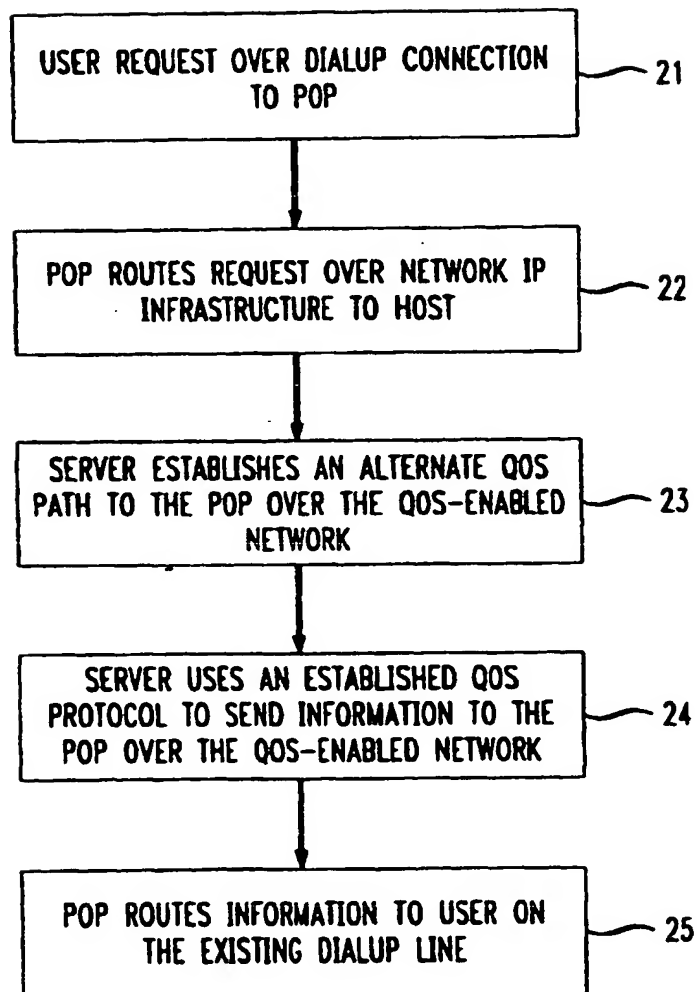 USER REQUEST OVER DIALUP CONNECTION
TO POP
21
POP ROUTES REQUEST OVER NETWORK IP
INFRASTRUCTURE TO HOST
22
SERVER ESTABLISHES AN ALTERNATE QOS
PATH TO THE POP OVER THE QOS-ENABLED
NETWORK
23
SERVER USES AN ESTABLISHED QOS
PROTOCOL TO SEND INFORMATION TO THE
POP OVER THE QOS-ENABLED NETWORK
24
POP ROUTES INFORMATION TO USER ON
THE EXISTING DIALUP LINE
25